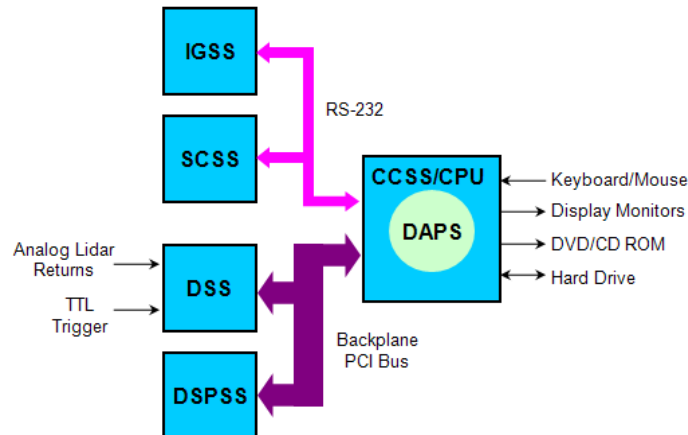 IGSS
RS-232
SCSS
CCSS/CPU
DAPS
Keyboard/Mouse
Display Monitors
DVD/CD ROM
Hard Drive
Analog Lidar
Returns
TTL
Trigger
DSS
Backplane
PCI Bus
DSPSS